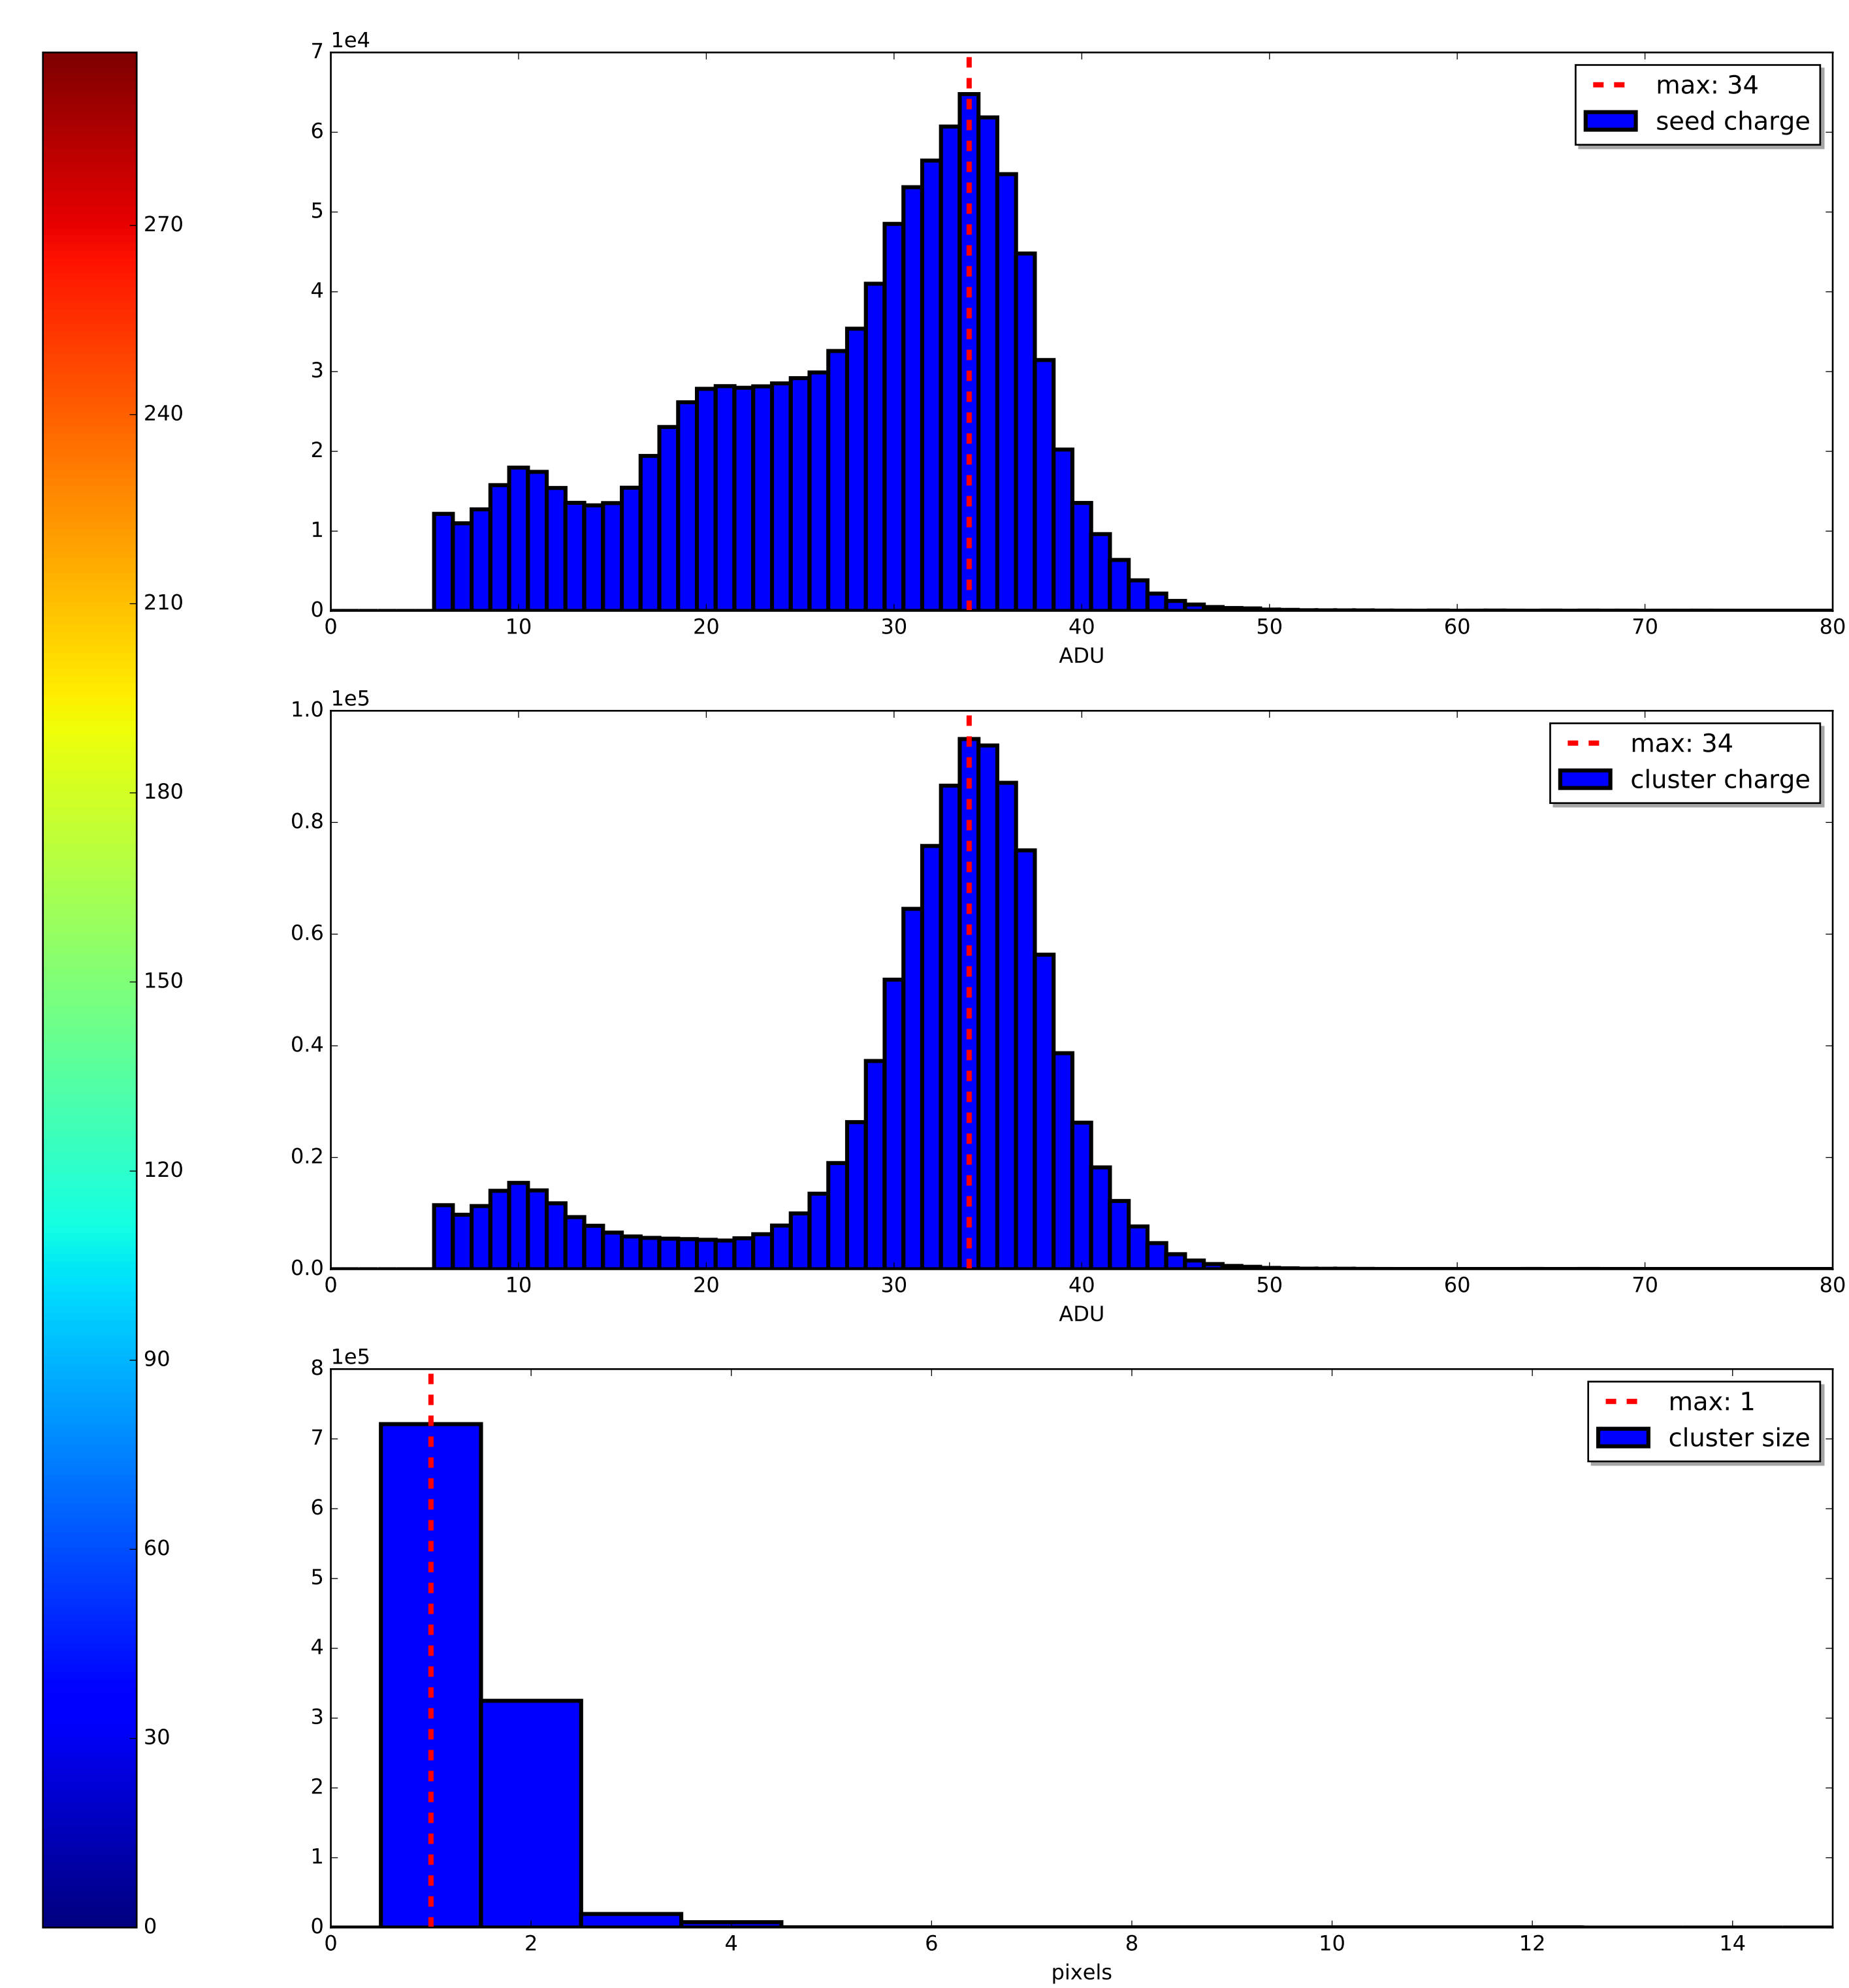 270
240
210
180
150
120
90
60
30
0
1e4
7
6
5
4
3
2
1
0
0 10 20 30 40 50 60 70 80
ADU
max: 34
seed charge
1e5
1.0
0.8
0.6
0.4
0.2
0.0
0 10 20 30 40 50 60 70 80
ADU
max: 34
cluster charge
1e5
8
7
6
5
4
3
2
1
0
0 2 4 6 8 10 12 14
pixels
max: 1
cluster size